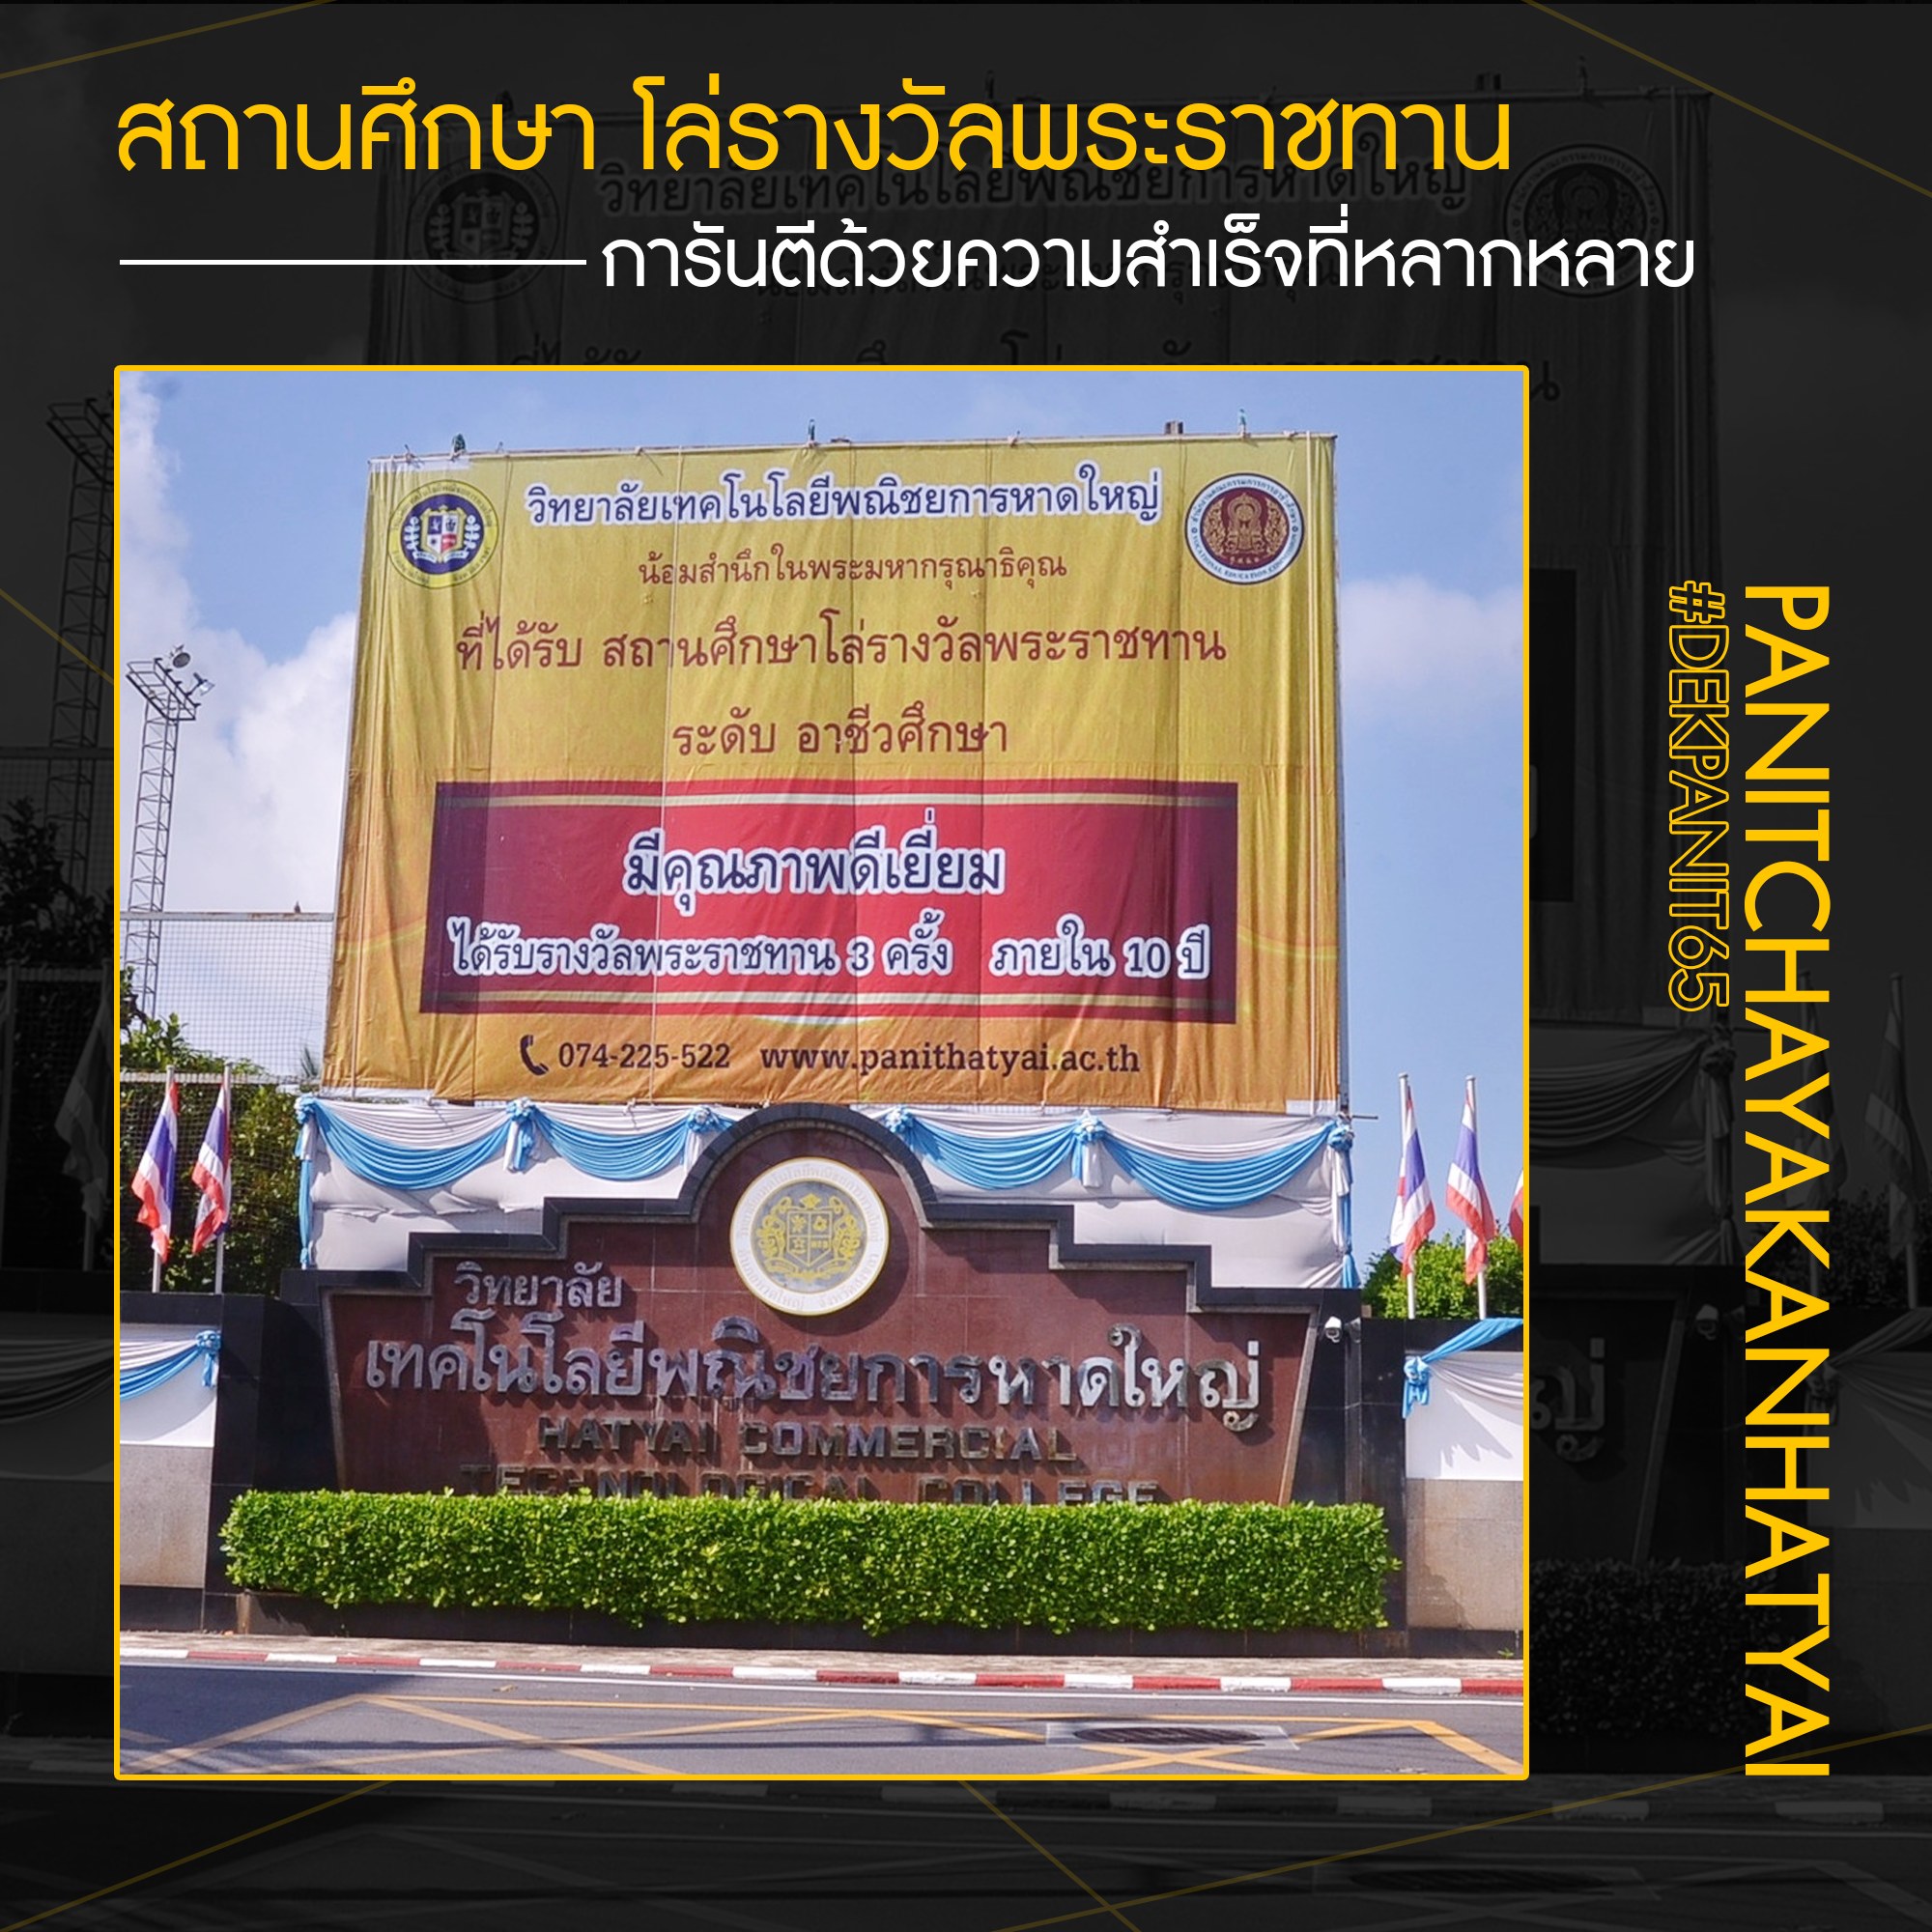 สถานศึกษา โล่รางวัลพระราชทาน
การันตีด้วยความสำเร็จที่หลากหลาย
วิทยาลัยเทคโนโลยีพณิชยการหาดใหญ่
น้อมสำนึกในพระมหากรุณาธิคุณ
ที่ได้รับ สถานศึกษาโล่รางวัลพระราชทาน
ระดับ อาชีวศึกษา
มีคุณภาพดีเยี่ยม
ได้รับรางวัลพระราชทาน 3 ครั้ง ภายใน 10 ปี
074-225-522 www.panithatyai.ac.th
วิทยาลัย
เทคโนโลยีพณิชยการหาดใหญ่
HATYAI COMMERCIAL
TECHNOLOGICAL COLLEGE
PANITCHAYAKANHATYAI
#DEKPANIT65